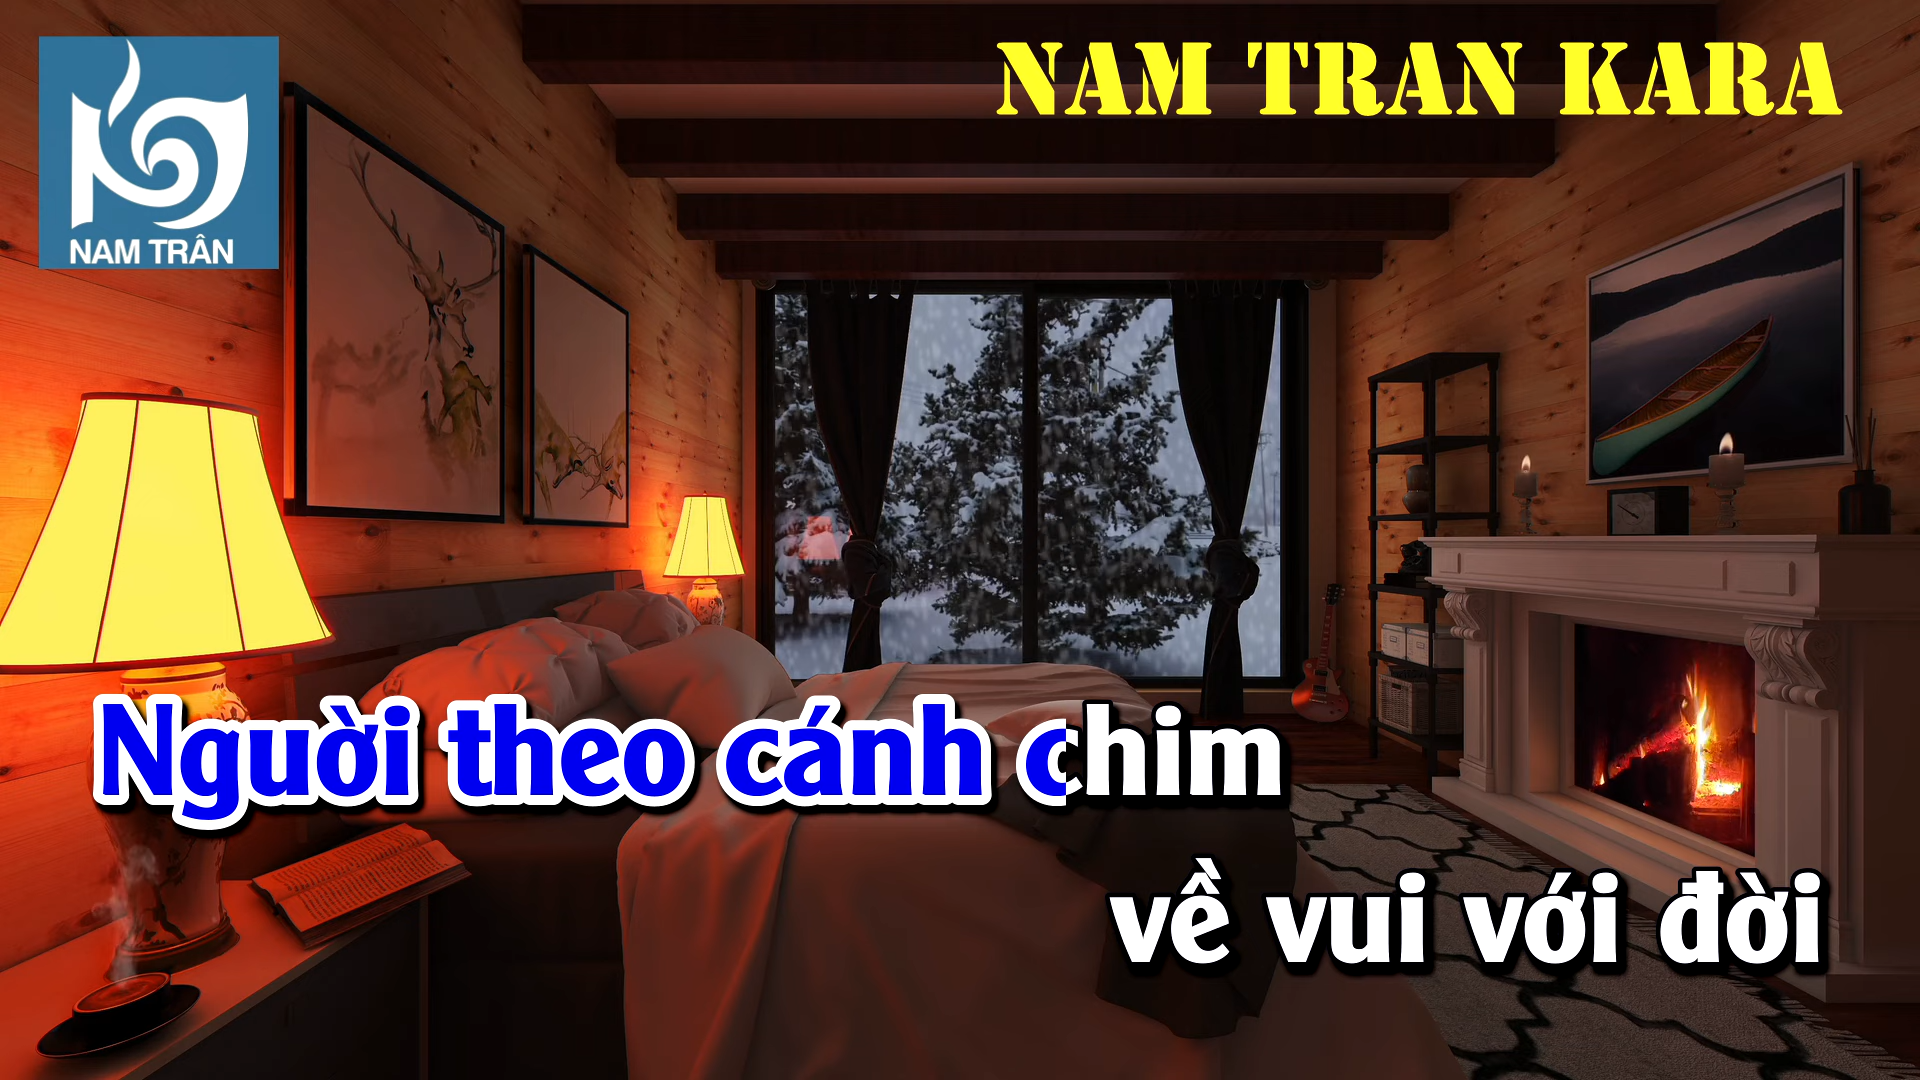 NAM TRAN KARA
NAM TRÂN
Người theo cánh chim
về vui với đời